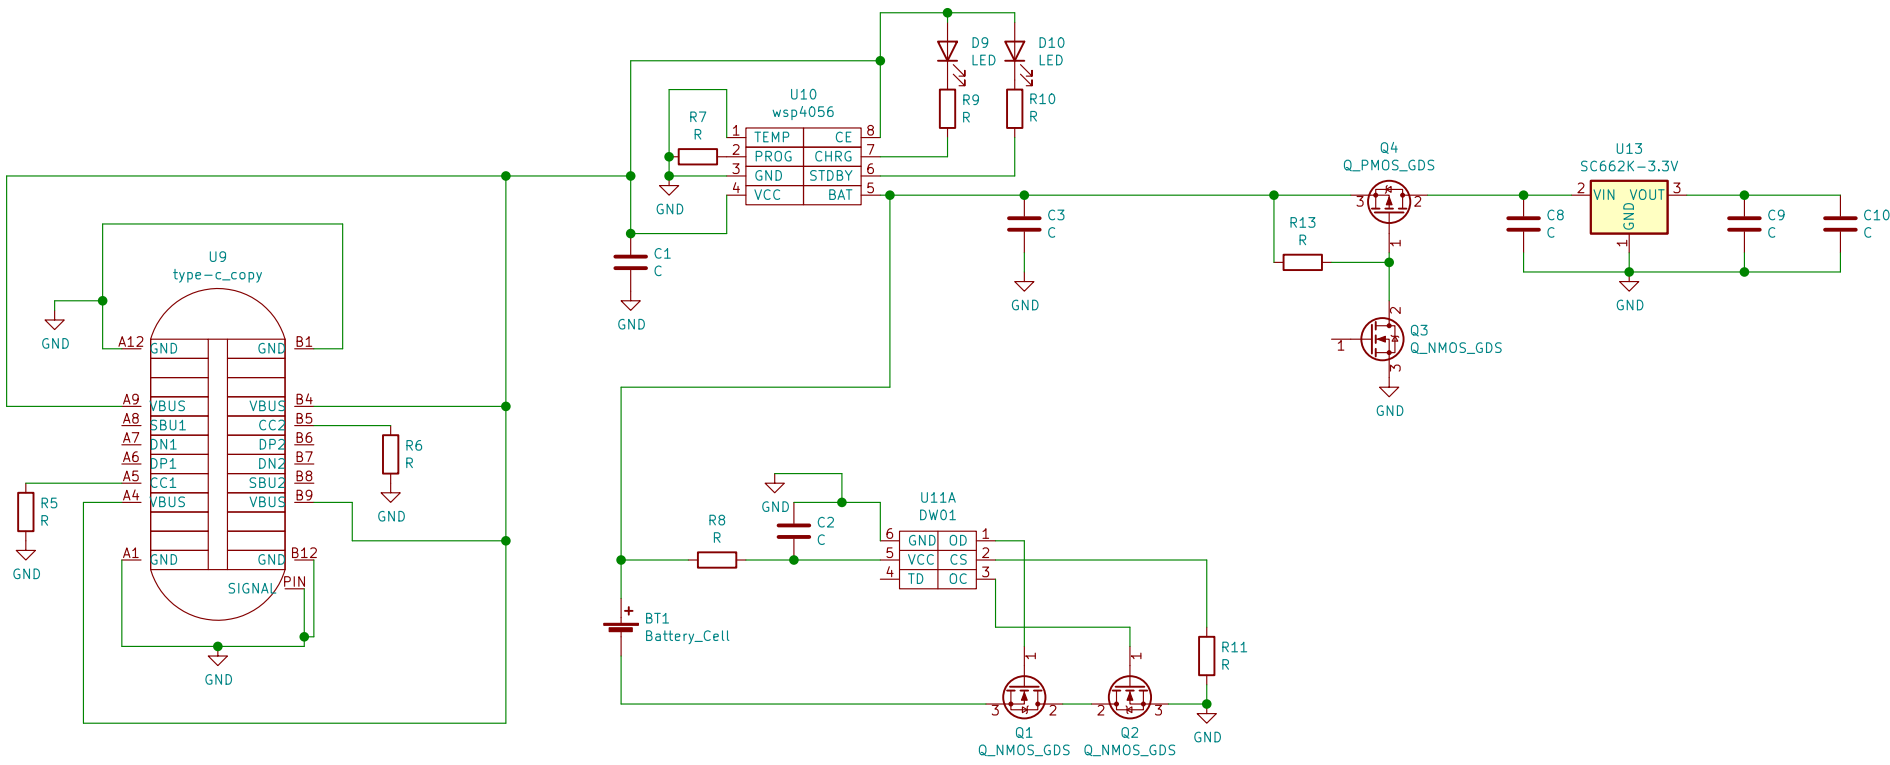 D9
LED
D10
LED
R9
R
R10
R
U10
wsp4056
R7
R
1 TEMP CE 8
2 PROG CHRG 7
3 GND STDBY 6
4 VCC BAT 5
GND
C1
C
GND
C3
C
GND
Q4
Q_PMOS_GDS
3 2
1
R13
R
2
1
3
Q3
Q_NMOS_GDS
GND
U13
SC662K-3.3V
2 VIN VOUT 3
GND
1
C8
C
C9
C
C10
C
GND
U9
type-c_copy
GND
A12 GND GND B1
A9 VBUS VBUS B4
A8 SBU1 CC2 B5
A7 DN1 DP2 B6
A6 DP1 DN2 B7
A5 CC1 SBU2 B8
A4 VBUS VBUS B9
A1 GND GND B12
SIGNAL PIN
GND
R5
R
GND
R6
R
GND
GND
C2
C
R8
R
U11A
DW01
6 GND OD 1
5 VCC CS 2
4 TD OC 3
BT1
Battery_Cell
1
3 2
Q1
Q_NMOS_GDS
1
2 3
Q2
Q_NMOS_GDS
R11
R
GND